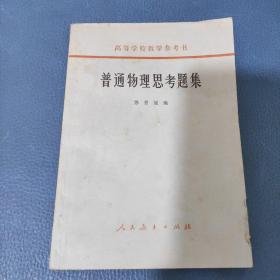 高等学校教学参考书
普通物理思考题集
编
人民教育出版社